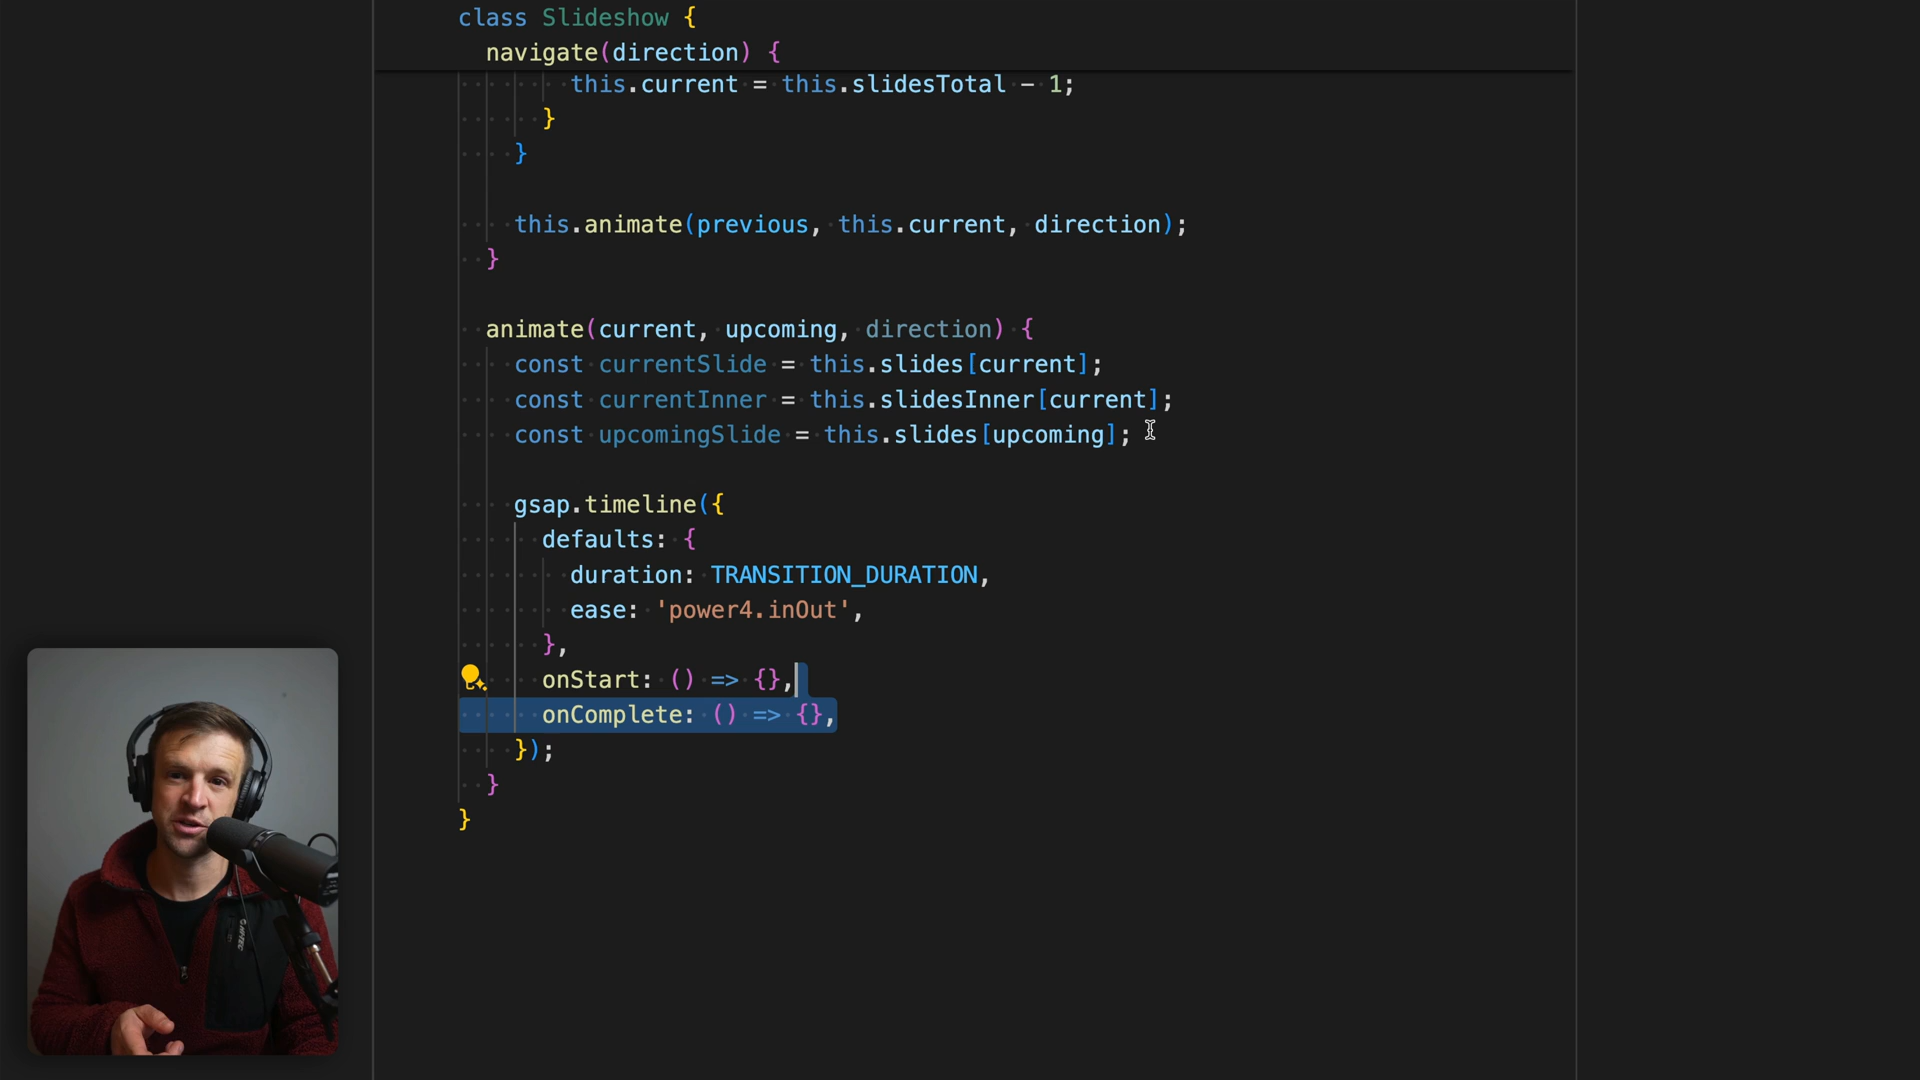 class Slideshow {
navigate(direction) {
this.current = this.slidesTotal - 1;
}
}
this.animate(previous, this.current, direction);
}
animate(current, upcoming, direction) {
const currentSlide = this.slides[current];
const currentInner = this.slidesInner[current];
const upcomingSlide = this.slides[upcoming];
gsap.timeline({
defaults: {
duration: TRANSITION_DURATION,
ease: 'power4.inOut',
},
onStart: () => {},
onComplete: () => {},
});
}
}